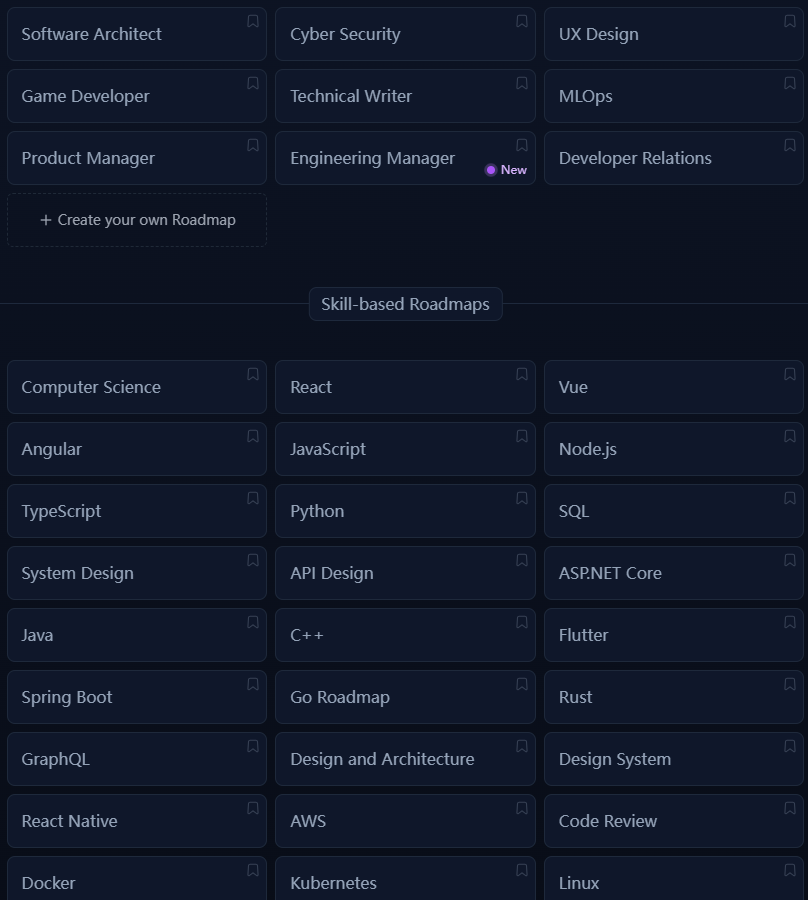 Software Architect
Cyber Security
UX Design
Game Developer
Technical Writer
MLOps
Product Manager
Engineering Manager
New
Developer Relations
+ Create your own Roadmap
Skill-based Roadmaps
Computer Science
React
Vue
Angular
JavaScript
Node.js
TypeScript
Python
SQL
System Design
API Design
ASP.NET Core
Java
C++
Flutter
Spring Boot
Go Roadmap
Rust
GraphQL
Design and Architecture
Design System
React Native
AWS
Code Review
Docker
Kubernetes
Linux